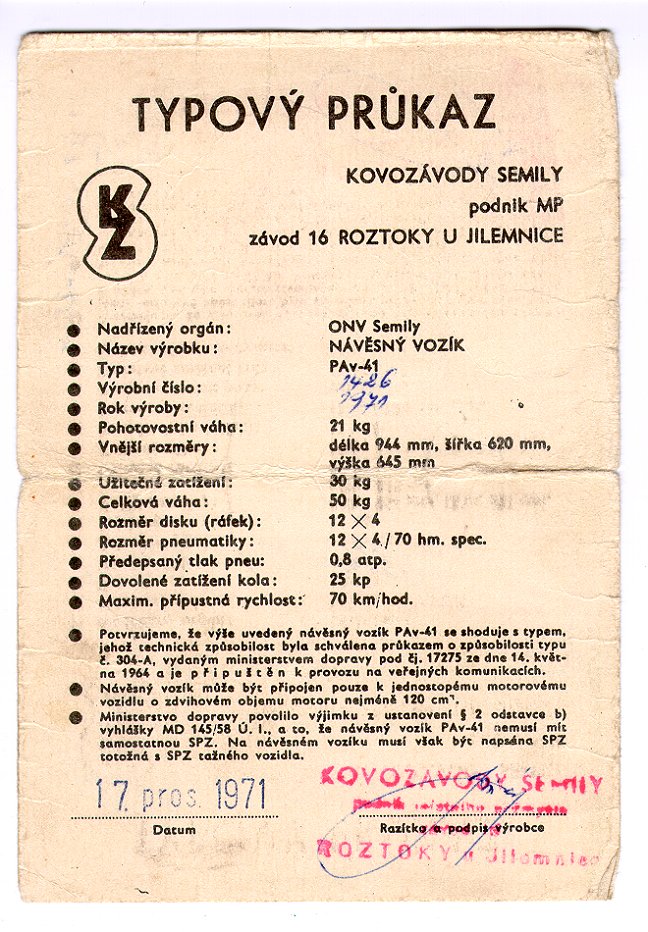 TYPOVÝ PRŮKAZ
KZ
KOVOZÁVODY SEMILY
podnik MP
závod 16 ROZTOKY U JILEMNICE
Nadřízený orgán: ONV Semily
Název výrobku: NÁVĚSNÝ VOZÍK
Typ: PAv-41
Výrobní číslo: 1426
Rok výroby: 1971
Pohotovostní váha: 21 kg
Vnější rozměry: délka 944 mm, šířka 620 mm,
výška 645 mm
Užitečné zatížení: 30 kg
Celková váha: 50 kg
Rozměr disku (ráfek): 12 × 4
Rozměr pneumatiky: 12 × 4 / 70 hm. spec.
Předepsaný tlak pneu: 0,8 atp.
Dovolené zatížení kola: 25 kp
Maxim. přípustná rychlost: 70 km/hod.
Potvrzujeme, že výše uvedený návěsný vozík PAv-41 se shoduje s typem,
jehož technická způsobilost byla schválena průkazem o způsobilosti typu
č. 304-A, vydaným ministerstvem dopravy pod čj. 17275 ze dne 14. květ-
na 1964 a je připuštěn k provozu na veřejných komunikacích.
Návěsný vozík může být připojen pouze k jednostopému motorovému
vozidlu o zdvihovém objemu motoru nejméně 120 cm³.
Ministerstvo dopravy povolilo výjimku z ustanovení § 2 odstavce b)
vyhlášky MD 145/58 Ú. l., a to, že návěsný vozík PAv-41 nemusí mít
samostatnou SPZ. Na návěsném vozíku musí však být napsána SPZ
totožná s SPZ tažného vozidla.
17. pros. 1971
Datum
KOVOZÁVODY SEMILY
podnik místního průmyslu
Razítko a podpis výrobce
ROZTOKY u Jilemnice